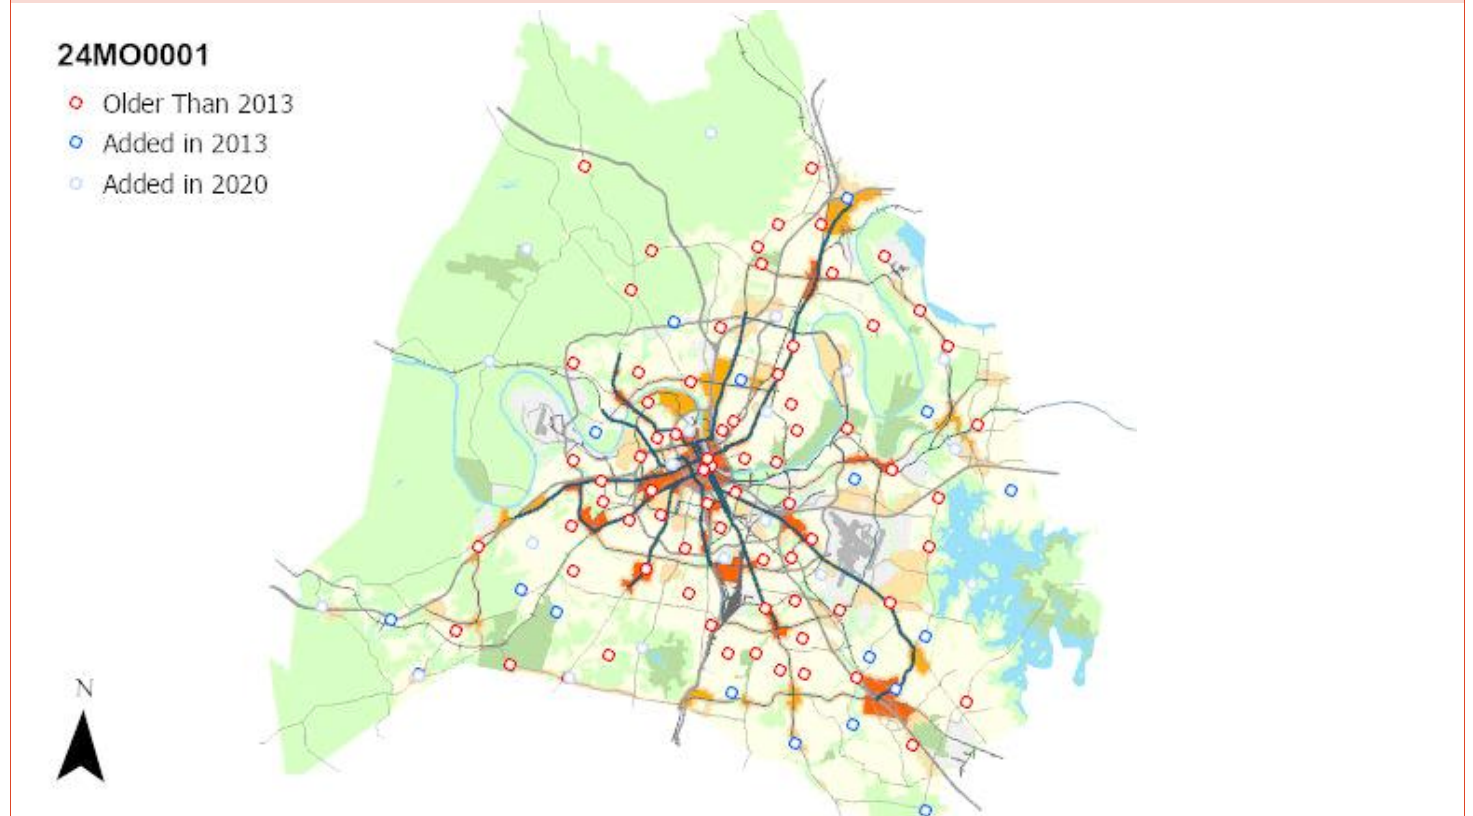 24MO0001
Older Than 2013
Added in 2013
Added in 2020
N